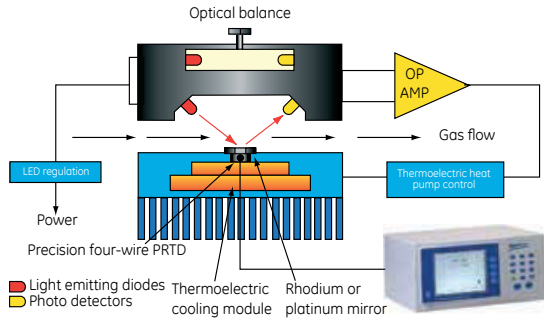 Optical balance
OP
AMP
Gas flow
LED regulation
Thermoelectric heat
pump control
Power
Precision four-wire PRTD
Light emitting diodes
Photo detectors
Thermoelectric
cooling module
Rhodium or
platinum mirror